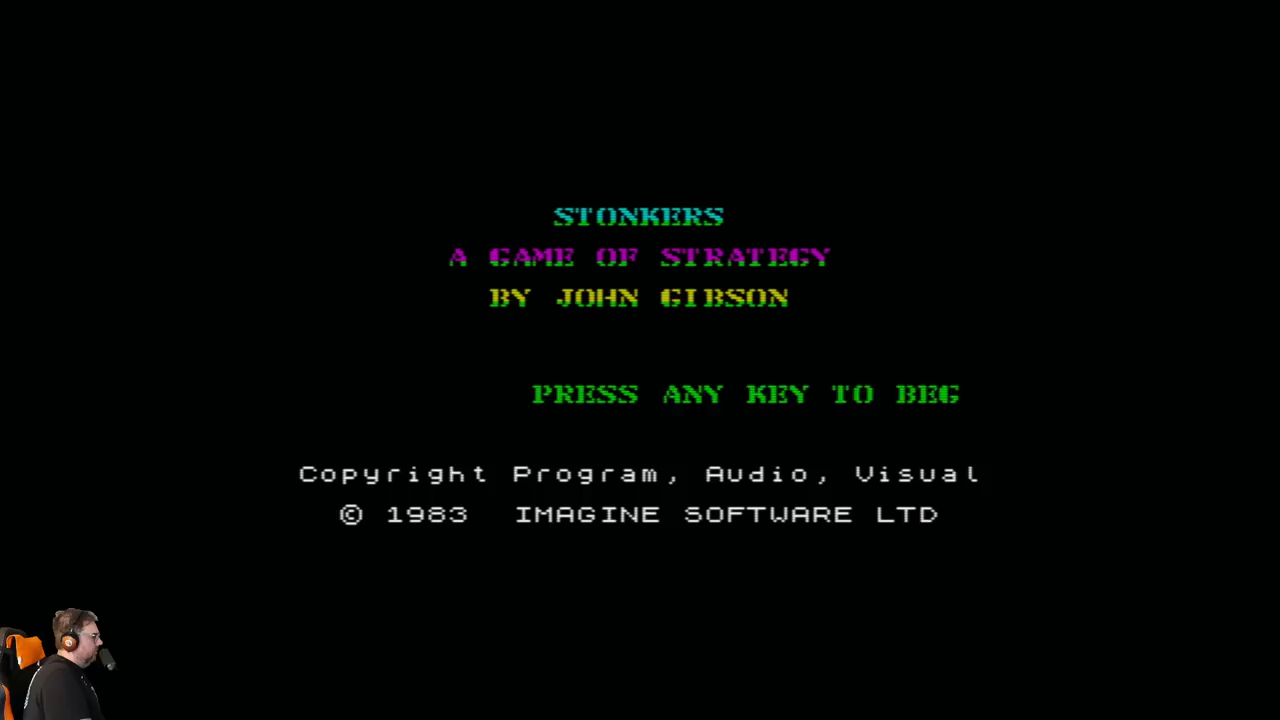 STONKERS
A GAME OF STRATEGY
BY JOHN GIBSON
PRESS ANY KEY TO BEG
Copyright Program, Audio, Visual
© 1983 IMAGINE SOFTWARE LTD